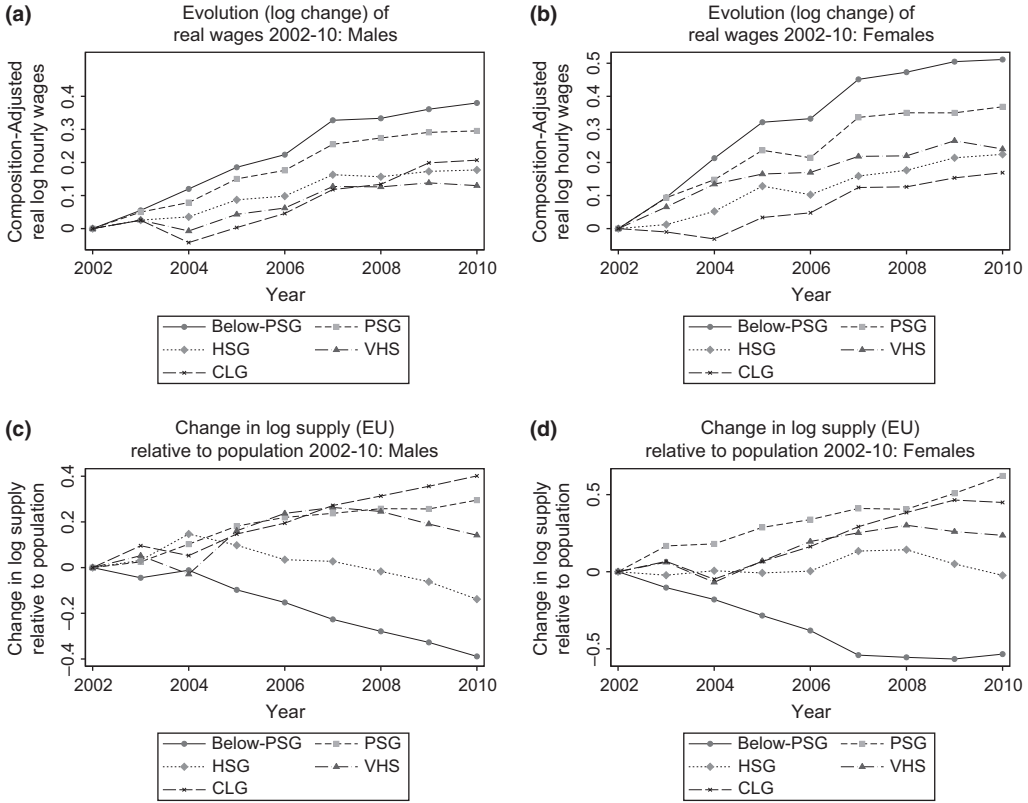 (a)
Evolution (log change) of
real wages 2002-10: Males
Composition-Adjusted
real log hourly wages
0.4
0.3
0.2
0.1
0
2002 2004 2006 2008 2010
Year
Below-PSG PSG
HSG VHS
CLG
(b)
Evolution (log change) of
real wages 2002-10: Females
Composition-Adjusted
real log hourly wages
0.5
0.4
0.3
0.2
0.1
0
2002 2004 2006 2008 2010
Year
Below-PSG PSG
HSG VHS
CLG
(c)
Change in log supply (EU)
relative to population 2002-10: Males
Change in log supply
relative to population
0.4
0.2
0
−0.2
−0.4
2002 2004 2006 2008 2010
Year
Below-PSG PSG
HSG VHS
CLG
(d)
Change in log supply (EU)
relative to population 2002-10: Females
Change in log supply
relative to population
0.5
0
−0.5
2002 2004 2006 2008 2010
Year
Below-PSG PSG
HSG VHS
CLG